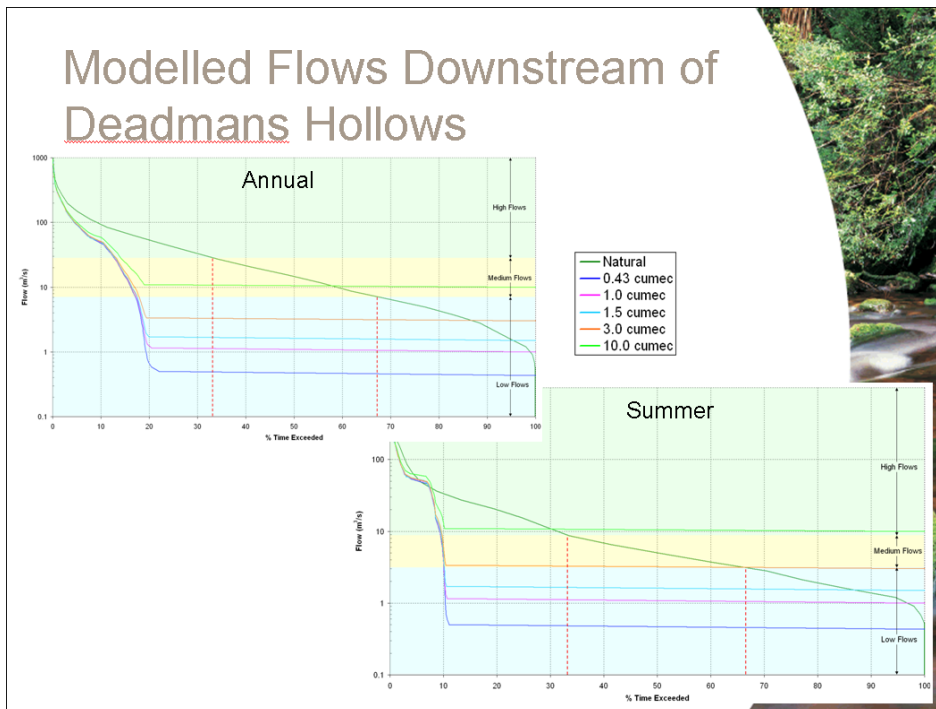 Modelled Flows Downstream of
Deadmans Hollows
Annual
1000
100
10
1
0.1
Flow (m³/s)
High Flows
Medium Flows
Low Flows
0 10 20 30 40 50 60 70 80 90 100
% Time Exceeded
Natural
0.43 cumec
1.0 cumec
1.5 cumec
3.0 cumec
10.0 cumec
Summer
100
10
1
0.1
Flow (m³/s)
High Flows
Medium Flows
Low Flows
0 10 20 30 40 50 60 70 80 90 100
% Time Exceeded